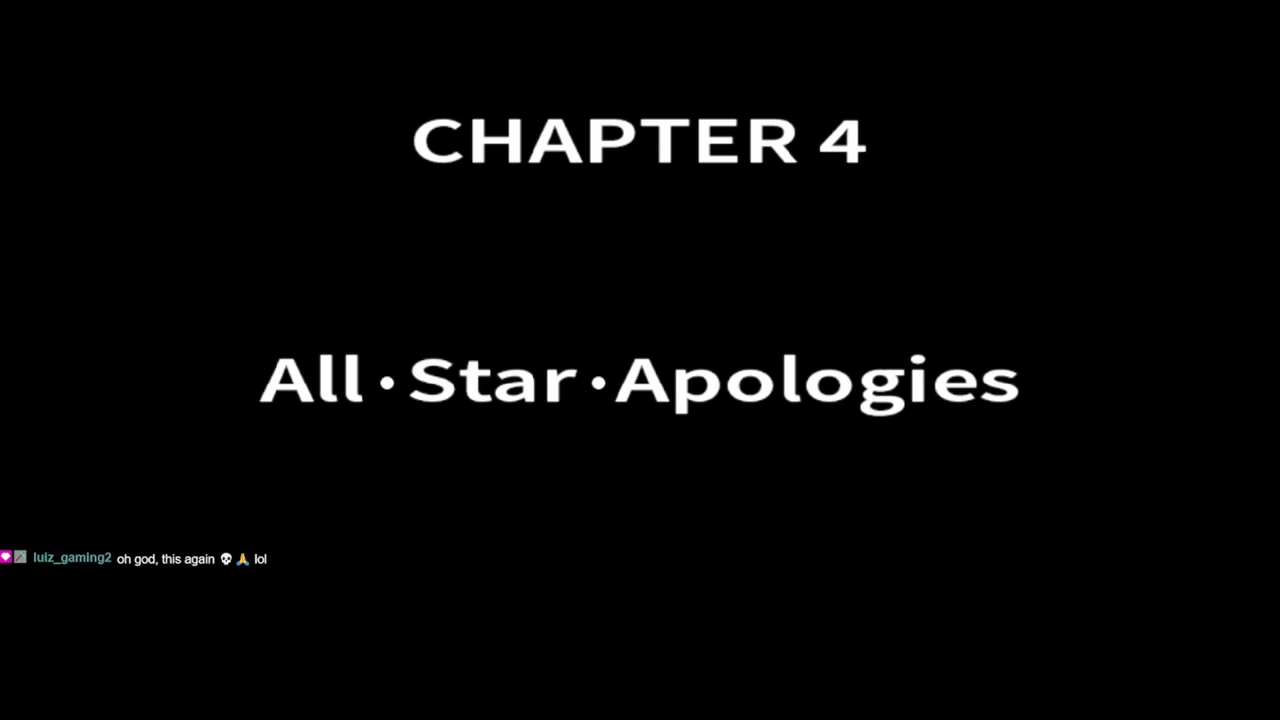 CHAPTER 4
All・Star・Apologies
luiz_gaming2 oh god, this again 💀 🙏 lol